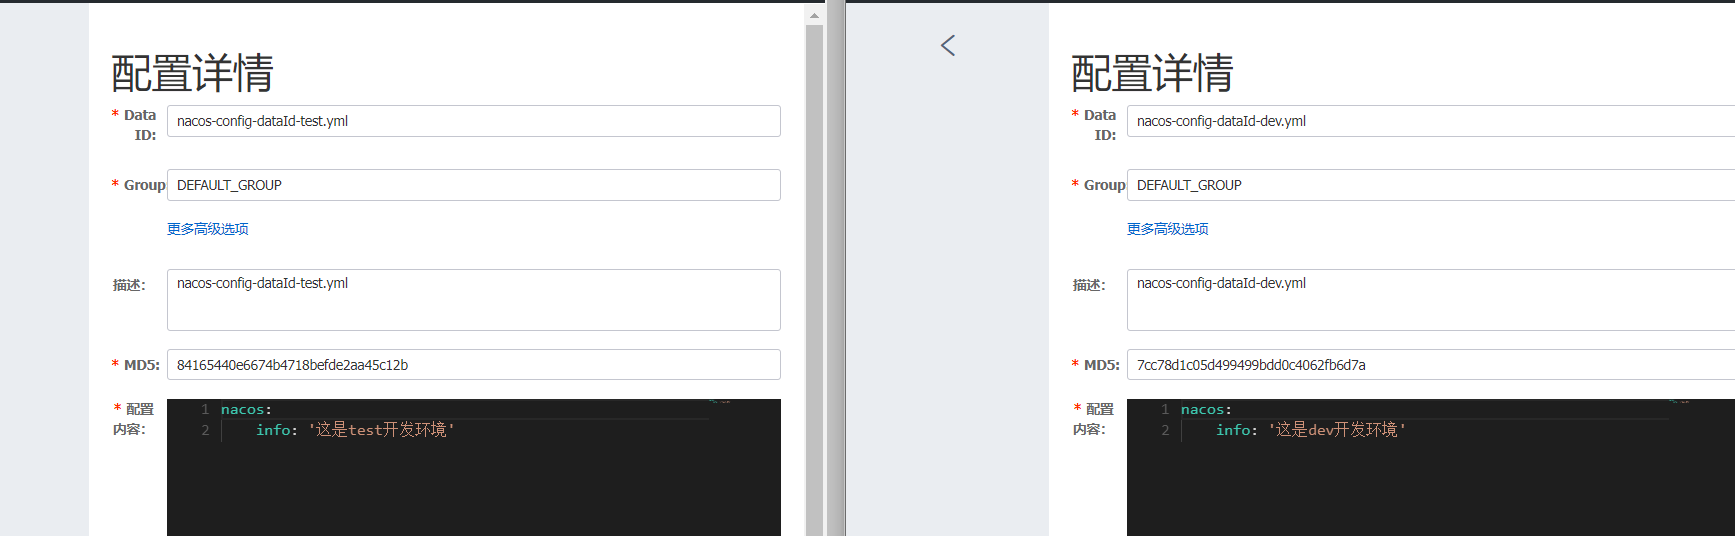 配置详情
* Data ID: nacos-config-dataId-test.yml
* Group: DEFAULT_GROUP
更多高级选项
描述: nacos-config-dataId-test.yml
* MD5: 84165440e6674b4718befde2aa45c12b
* 配置内容:
1 nacos:
2 info: '这是test开发环境'
配置详情
* Data ID: nacos-config-dataId-dev.yml
* Group: DEFAULT_GROUP
更多高级选项
描述: nacos-config-dataId-dev.yml
* MD5: 7cc78d1c05d499499bdd0c4062fb6d7a
* 配置内容:
1 nacos:
2 info: '这是dev开发环境'